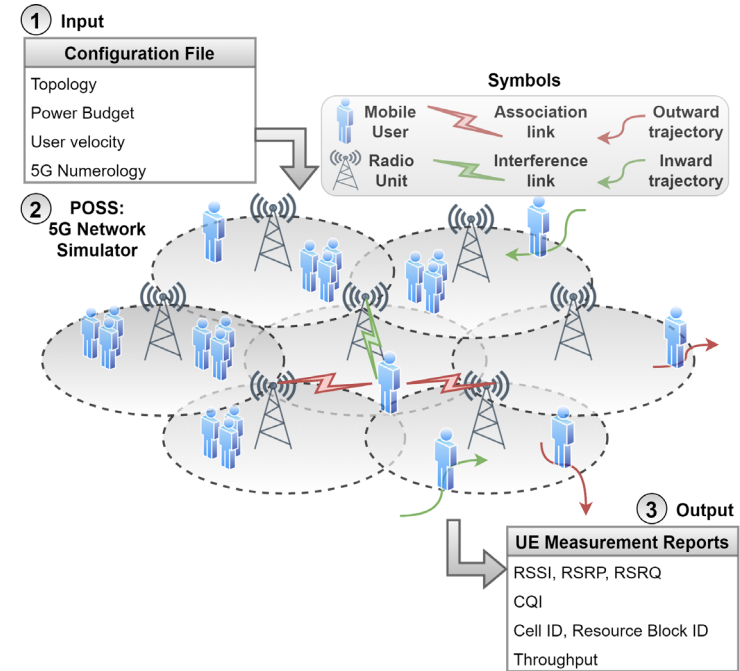 1 Input
Configuration File
Topology
Power Budget
User velocity
5G Numerology
Symbols
Mobile
User
Association
link
Outward
trajectory
Radio
Unit
Interference
link
Inward
trajectory
2 POSS:
5G Network
Simulator
3 Output
UE Measurement Reports
RSSI, RSRP, RSRQ
CQI
Cell ID, Resource Block ID
Throughput